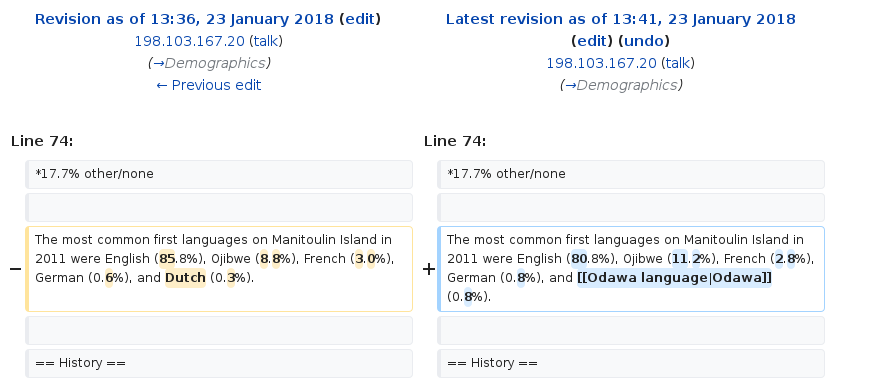 Revision as of 13:36, 23 January 2018 (edit)
198.103.167.20 (talk)
(→Demographics)
← Previous edit
Latest revision as of 13:41, 23 January 2018
(edit) (undo)
198.103.167.20 (talk)
(→Demographics)
Line 74:
Line 74:
*17.7% other/none
*17.7% other/none
−
The most common first languages on Manitoulin Island in
2011 were English (85.8%), Ojibwe (8.8%), French (3.0%),
German (0.6%), and Dutch (0.3%).
+
The most common first languages on Manitoulin Island in
2011 were English (80.8%), Ojibwe (11.2%), French (2.8%),
German (0.8%), and [[Odawa language|Odawa]]
(0.8%).
== History ==
== History ==